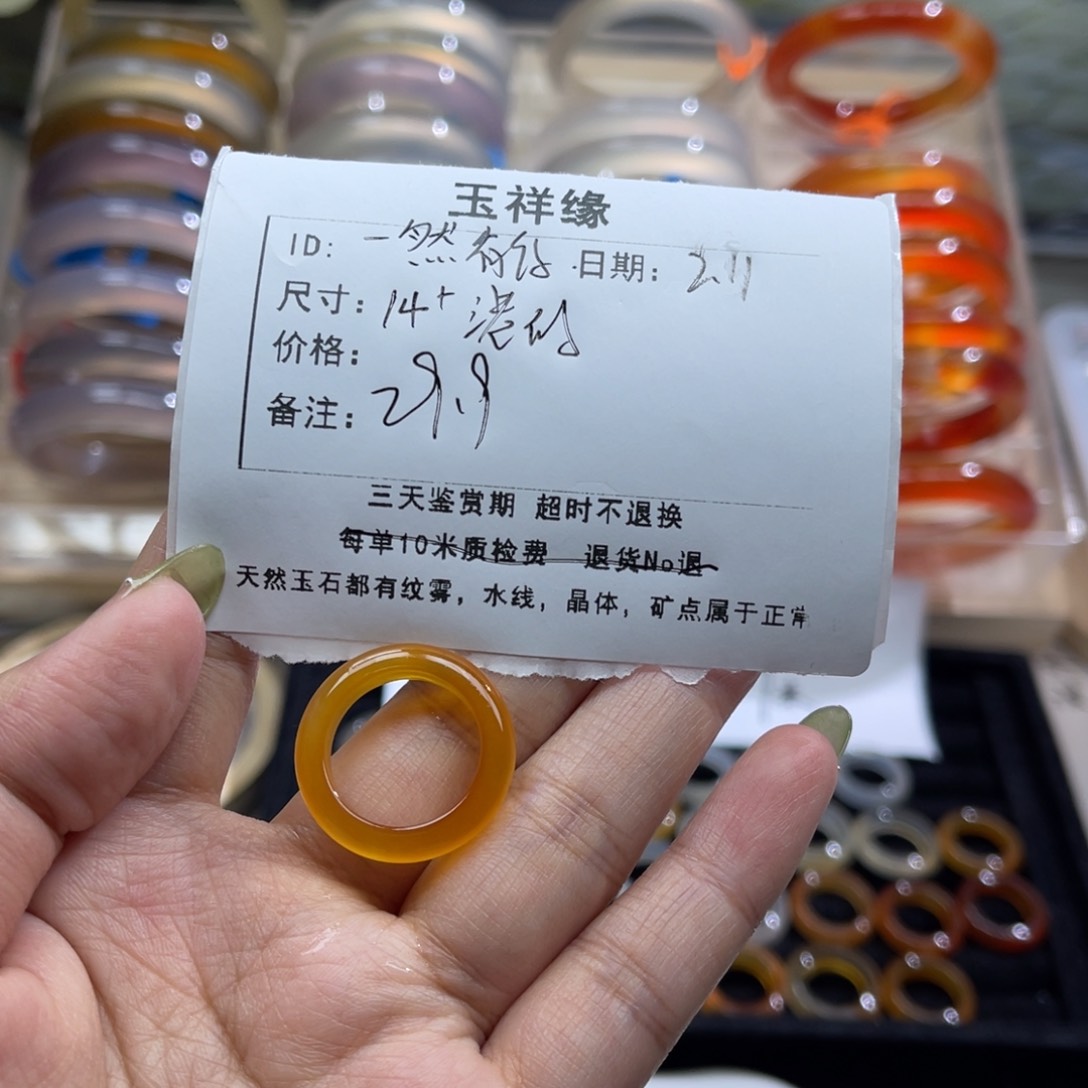 玉祥缘
ID: 一然有 日期: 2.11
尺寸: 14+ 港码
价格:
备注: 29.9
三天鉴赏期 超时不退换
每单10米质检费 退货No退
天然玉石都有纹雾，水线，晶体，矿点属于正常